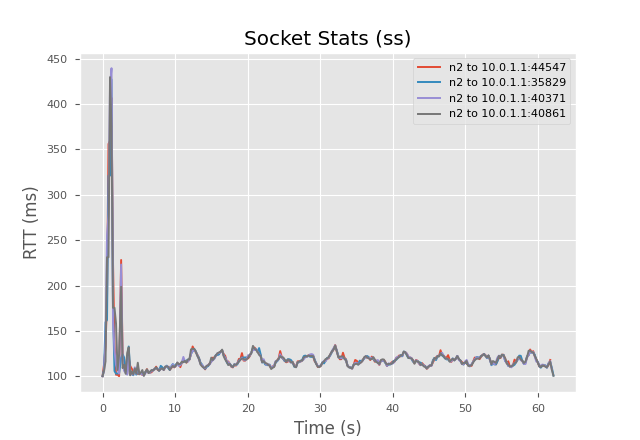 Socket Stats (ss)
n2 to 10.0.1.1:44547
n2 to 10.0.1.1:35829
n2 to 10.0.1.1:40371
n2 to 10.0.1.1:40861
RTT (ms)
450
400
350
300
250
200
150
100
0 10 20 30 40 50 60
Time (s)